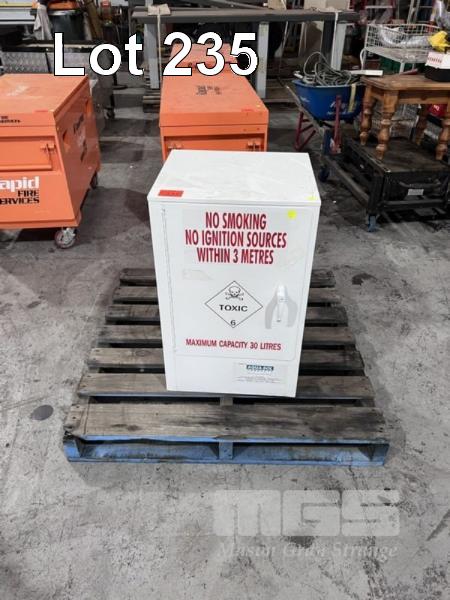 Lot 235
rapid
FIRE
SERVICES
NO SMOKING
NO IGNITION SOURCES
WITHIN 3 METRES
TOXIC
6
MAXIMUM CAPACITY 30 LITRES
MGS
Mason Gray Strange